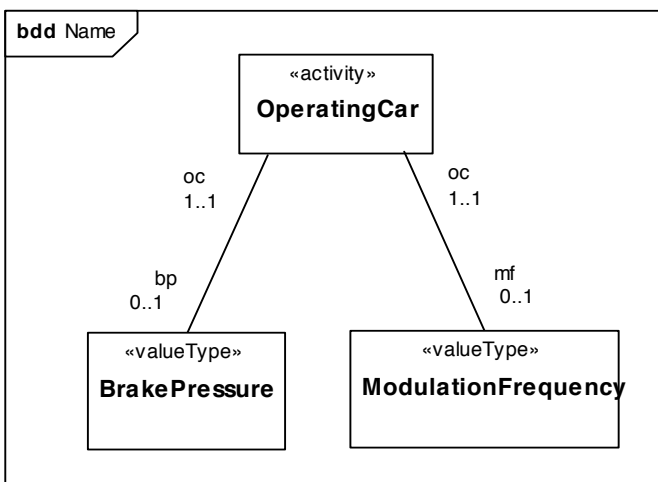 bdd Name
«activity»
OperatingCar
oc
1..1
oc
1..1
bp
0..1
mf
0..1
«valueType»
BrakePressure
«valueType»
ModulationFrequency